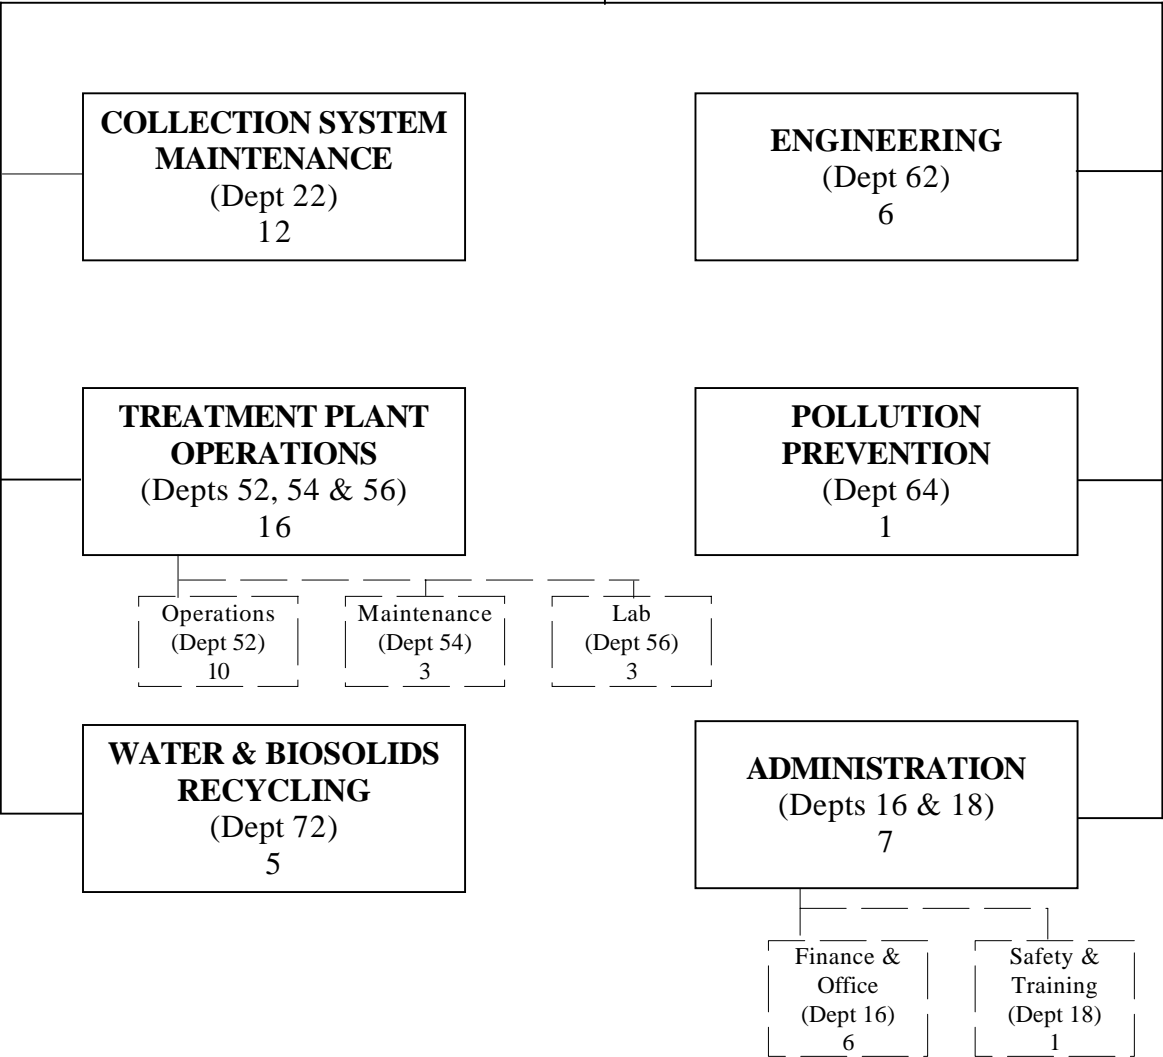 COLLECTION SYSTEM
MAINTENANCE
(Dept 22)
12
ENGINEERING
(Dept 62)
6
TREATMENT PLANT
OPERATIONS
(Depts 52, 54 & 56)
16
POLLUTION
PREVENTION
(Dept 64)
1
Operations
(Dept 52)
10
Maintenance
(Dept 54)
3
Lab
(Dept 56)
3
WATER & BIOSOLIDS
RECYCLING
(Dept 72)
5
ADMINISTRATION
(Depts 16 & 18)
7
Finance &
Office
(Dept 16)
6
Safety &
Training
(Dept 18)
1